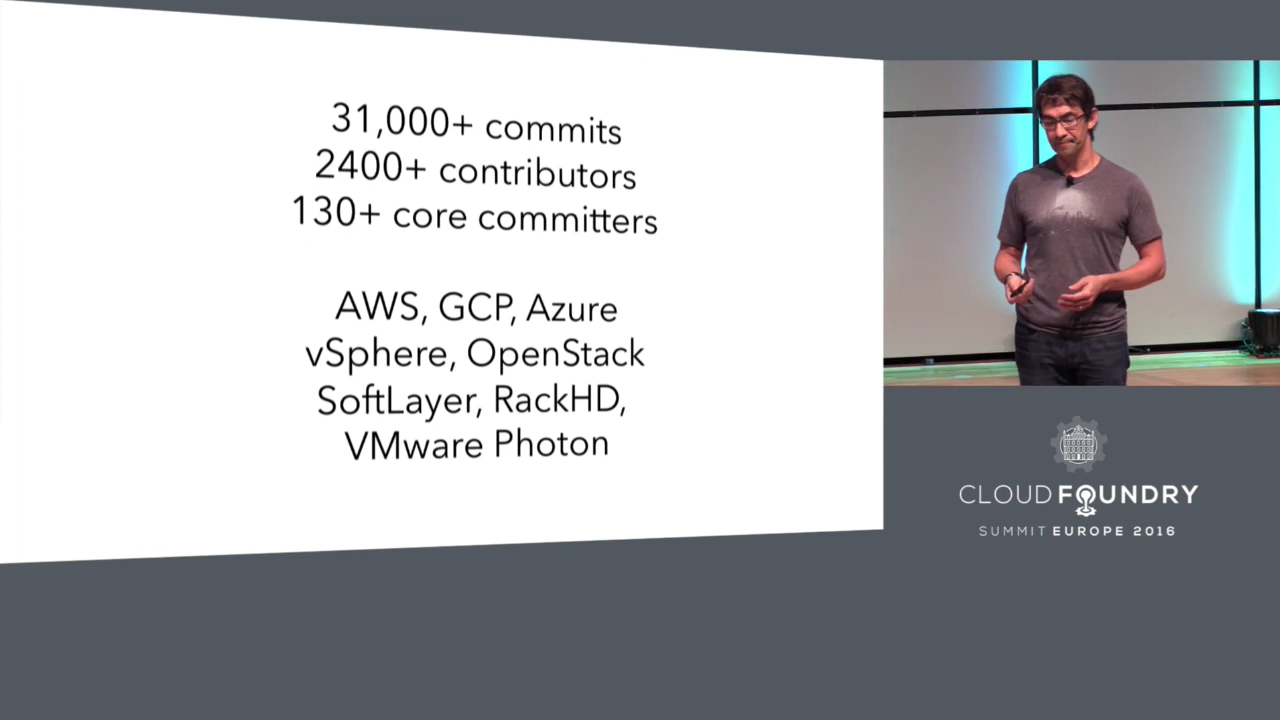 31,000+ commits
2400+ contributors
130+ core committers
AWS, GCP, Azure
vSphere, OpenStack
SoftLayer, RackHD,
VMware Photon
CLOUD FOUNDRY
SUMMIT EUROPE 2016